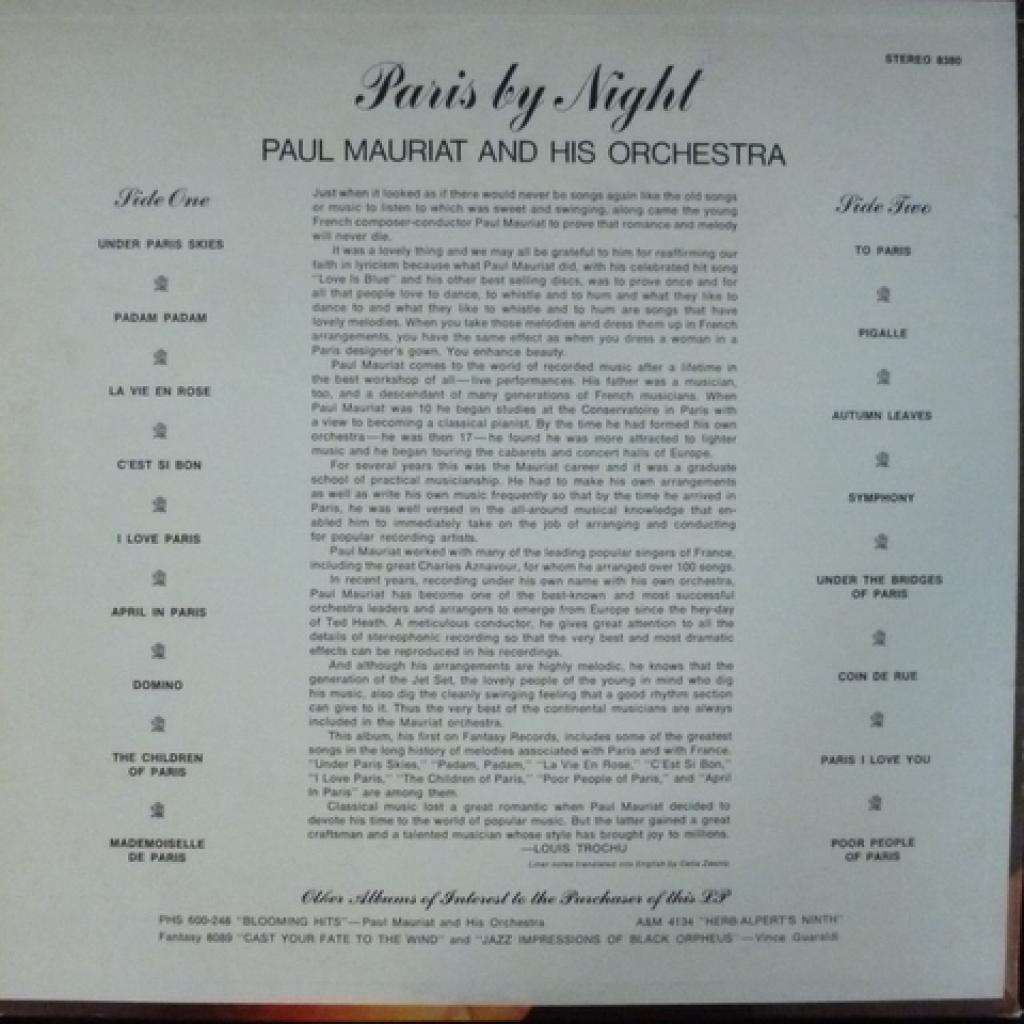 STEREO 8380
Paris by Night
PAUL MAURIAT AND HIS ORCHESTRA
Side One
UNDER PARIS SKIES
PADAM PADAM
LA VIE EN ROSE
C'EST SI BON
I LOVE PARIS
APRIL IN PARIS
DOMINO
THE CHILDREN
OF PARIS
MADEMOISELLE
DE PARIS
Just when it looked as if there would never be songs again like the old songs
or music to listen to which was sweet and swinging, along came the young
French composer-conductor Paul Mauriat to prove that romance and melody
will never die.
It was a lovely thing and we may all be grateful to him for reaffirming our
faith in lyricism because what Paul Mauriat did, with his celebrated hit song
"Love Is Blue" and his other best selling discs, was to prove once and for
all that people love to dance, to whistle and to hum and what they like to
dance to and what they like to whistle and to hum are songs that have
lovely melodies. When you take those melodies and dress them up in French
arrangements, you have the same effect as when you dress a woman in a
Paris designer's gown. You enhance beauty.
Paul Mauriat comes to the world of recorded music after a lifetime in
the best workshop of all—live performances. His father was a musician,
too, and a descendant of many generations of French musicians. When
Paul Mauriat was 10 he began studies at the Conservatoire in Paris with
a view to becoming a classical pianist. By the time he had formed his own
orchestra—he was then 17—he found he was more attracted to lighter
music and he began touring the cabarets and concert halls of Europe.
For several years this was the Mauriat career and it was a graduate
school of practical musicianship. He had to make his own arrangements
as well as write his own music frequently so that by the time he arrived in
Paris, he was well versed in the all-around musical knowledge that en-
abled him to immediately take on the job of arranging and conducting
for popular recording artists.
Paul Mauriat worked with many of the leading popular singers of France,
including the great Charles Aznavour, for whom he arranged over 100 songs.
In recent years, recording under his own name with his own orchestra,
Paul Mauriat has become one of the best-known and most successful
orchestra leaders and arrangers to emerge from Europe since the hey-day
of Ted Heath. A meticulous conductor, he gives great attention to all the
details of stereophonic recording so that the very best and most dramatic
effects can be reproduced in his recordings.
And although his arrangements are highly melodic, he knows that the
generation of the Jet Set, the lovely people of the young in mind who dig
his music, also dig the cleanly swinging feeling that a good rhythm section
can give to it. Thus the very best of the continental musicians are always
included in the Mauriat orchestra.
This album, his first on Fantasy Records, includes some of the greatest
songs in the long history of melodies associated with Paris and with France.
"Under Paris Skies," "Padam, Padam," "La Vie En Rose," "C'Est Si Bon,"
"I Love Paris," "The Children of Paris," "Poor People of Paris," and "April
In Paris" are among them.
Classical music lost a great romantic when Paul Mauriat decided to
devote his time to the world of popular music. But the latter gained a great
craftsman and a talented musician whose style has brought joy to millions.
—LOUIS TROCHU
Liner notes translated into English by Celia Zaentz
Side Two
TO PARIS
PIGALLE
AUTUMN LEAVES
SYMPHONY
UNDER THE BRIDGES
OF PARIS
COIN DE RUE
PARIS I LOVE YOU
POOR PEOPLE
OF PARIS
Other Albums of Interest to the Purchaser of this LP
PHS 600-248 "BLOOMING HITS"—Paul Mauriat and His Orchestra A&M 4134 "HERB ALPERT'S NINTH"
Fantasy 8089 "CAST YOUR FATE TO THE WIND" and "JAZZ IMPRESSIONS OF BLACK ORPHEUS"—Vince Guaraldi